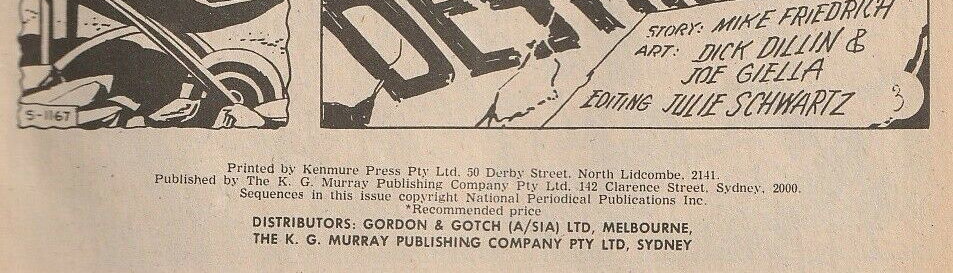 STORY: MIKE FRIEDRICH
ART: DICK DILLIN &
JOE GIELLA
EDITING JULIE SCHWARTZ
3
S-1167
Printed by Kenmure Press Pty Ltd, 50 Derby Street, North Lidcombe, 2141.
Published by The K. G. Murray Publishing Company Pty Ltd, 142 Clarence Street, Sydney, 2000.
Sequences in this issue copyright National Periodical Publications Inc.
*Recommended price
DISTRIBUTORS: GORDON & GOTCH (A/SIA) LTD, MELBOURNE,
THE K. G. MURRAY PUBLISHING COMPANY PTY LTD, SYDNEY